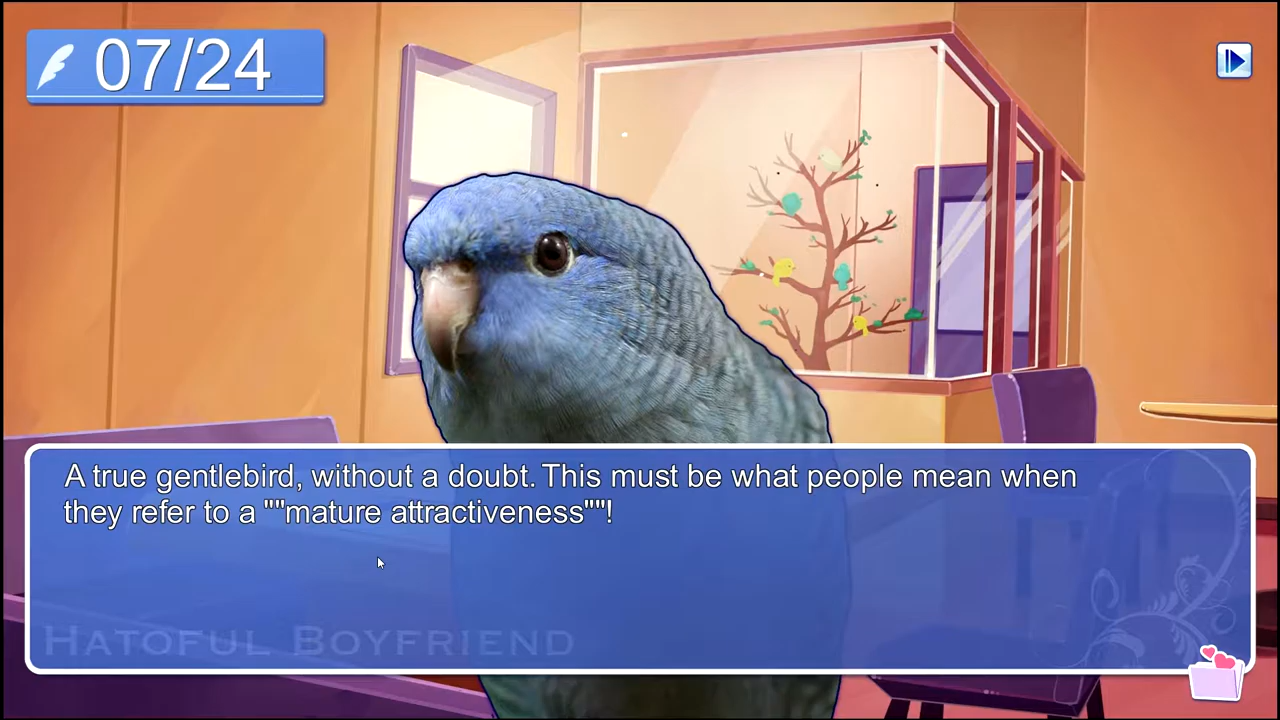 07/24
A true gentlebird, without a doubt. This must be what people mean when
they refer to a ""mature attractiveness""!
HATOFUL BOYFRIEND